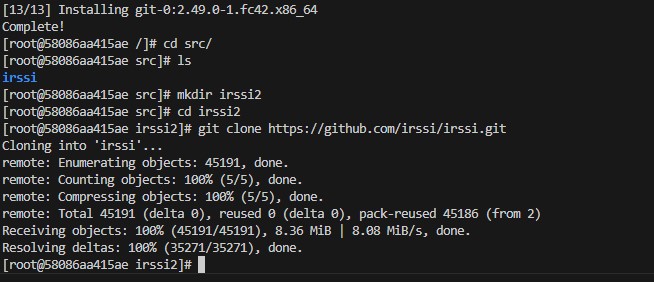 [13/13] Installing git-0:2.49.0-1.fc42.x86_64
Complete!
[root@58086aa415ae /]# cd src/
[root@58086aa415ae src]# ls
irssi
[root@58086aa415ae src]# mkdir irssi2
[root@58086aa415ae src]# cd irssi2
[root@58086aa415ae irssi2]# git clone https://github.com/irssi/irssi.git
Cloning into 'irssi'...
remote: Enumerating objects: 45191, done.
remote: Counting objects: 100% (5/5), done.
remote: Compressing objects: 100% (5/5), done.
remote: Total 45191 (delta 0), reused 0 (delta 0), pack-reused 45186 (from 2)
Receiving objects: 100% (45191/45191), 8.36 MiB | 8.08 MiB/s, done.
Resolving deltas: 100% (35271/35271), done.
[root@58086aa415ae irssi2]#